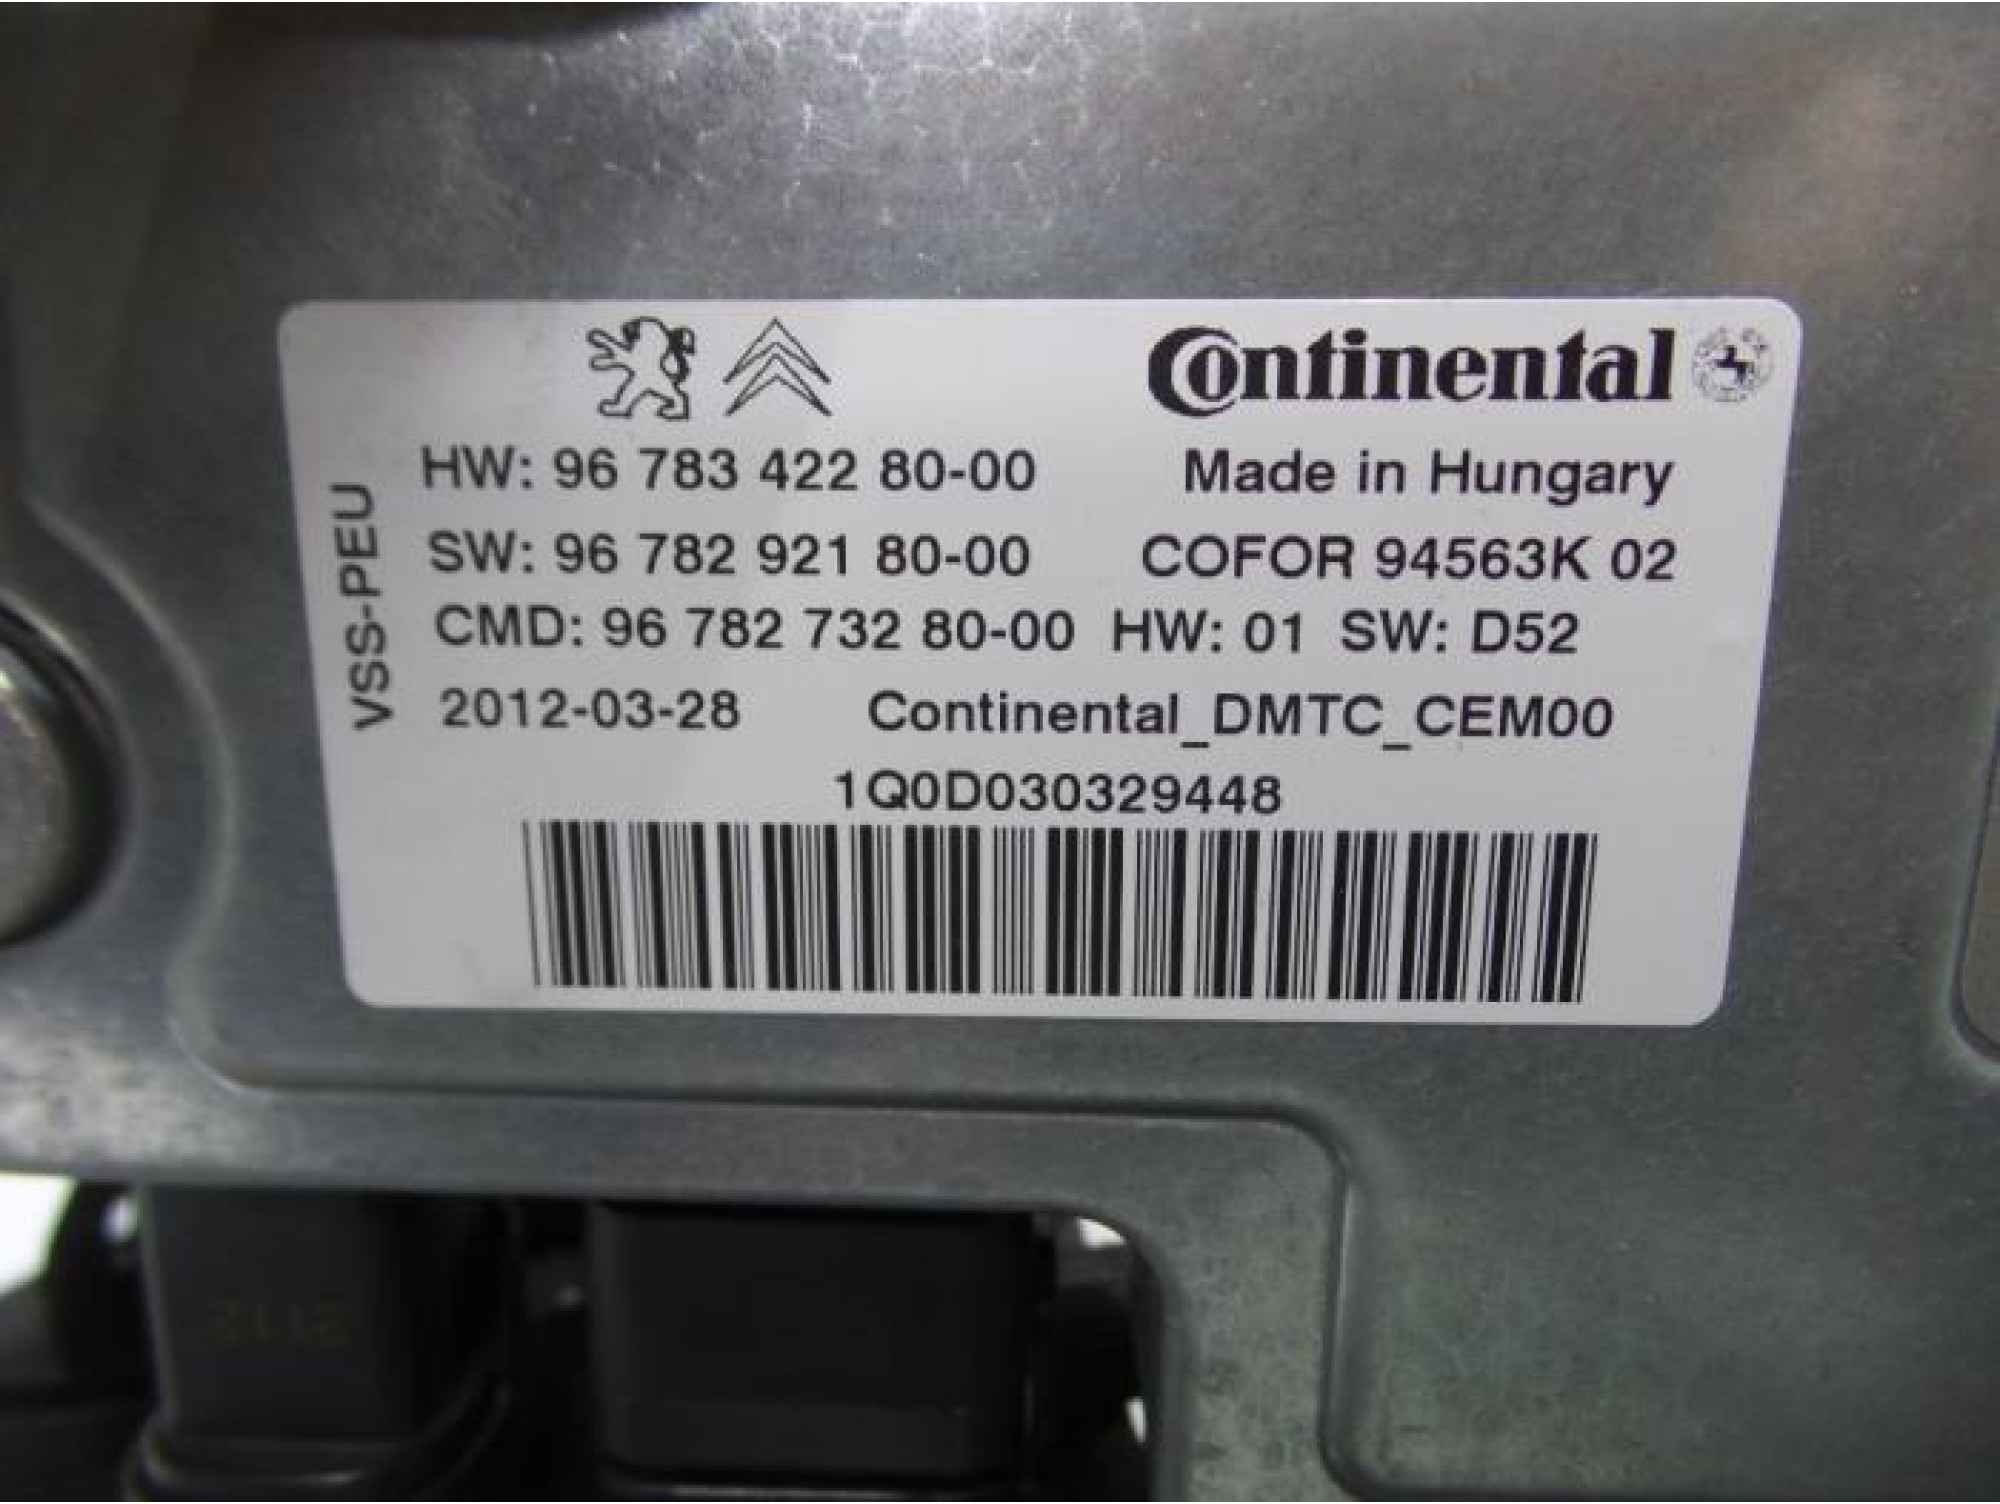 Continental
HW: 96 783 422 80-00 Made in Hungary
SW: 96 782 921 80-00 COFOR 94563K 02
CMD: 96 782 732 80-00 HW: 01 SW: D52
2012-03-28 Continental_DMTC_CEM00
1Q0D030329448
VSS-PEU